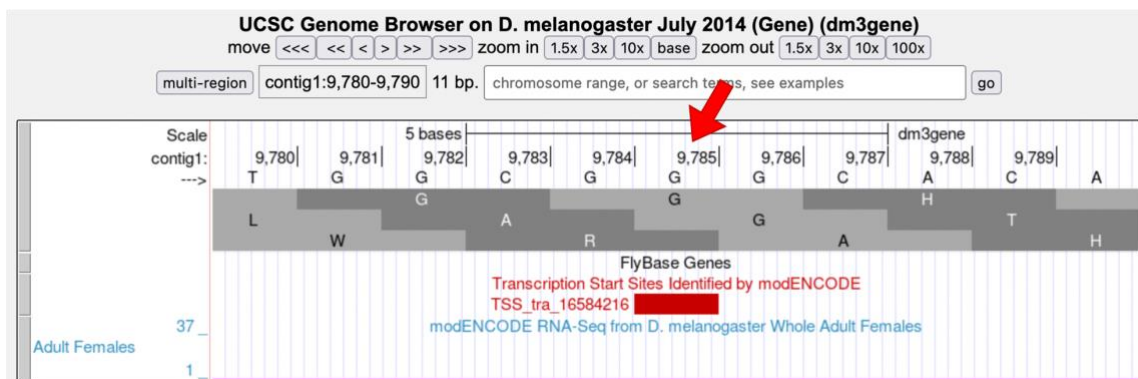 UCSC Genome Browser on D. melanogaster July 2014 (Gene) (dm3gene)
move <<< << < > >> >>> zoom in 1.5x 3x 10x base zoom out 1.5x 3x 10x 100x
multi-region contig1:9,780-9,790 11 bp. chromosome range, or search terms, see examples go
Scale 5 bases dm3gene
contig1: 9,780| 9,781| 9,782| 9,783| 9,784| 9,785| 9,786| 9,787| 9,788| 9,789|
---> T G G C G G G C A C A
G G H
L A G T
W R A H
FlyBase Genes
Transcription Start Sites Identified by modENCODE
TSS_tra_16584216
37 _ modENCODE RNA-Seq from D. melanogaster Whole Adult Females
Adult Females
1 _